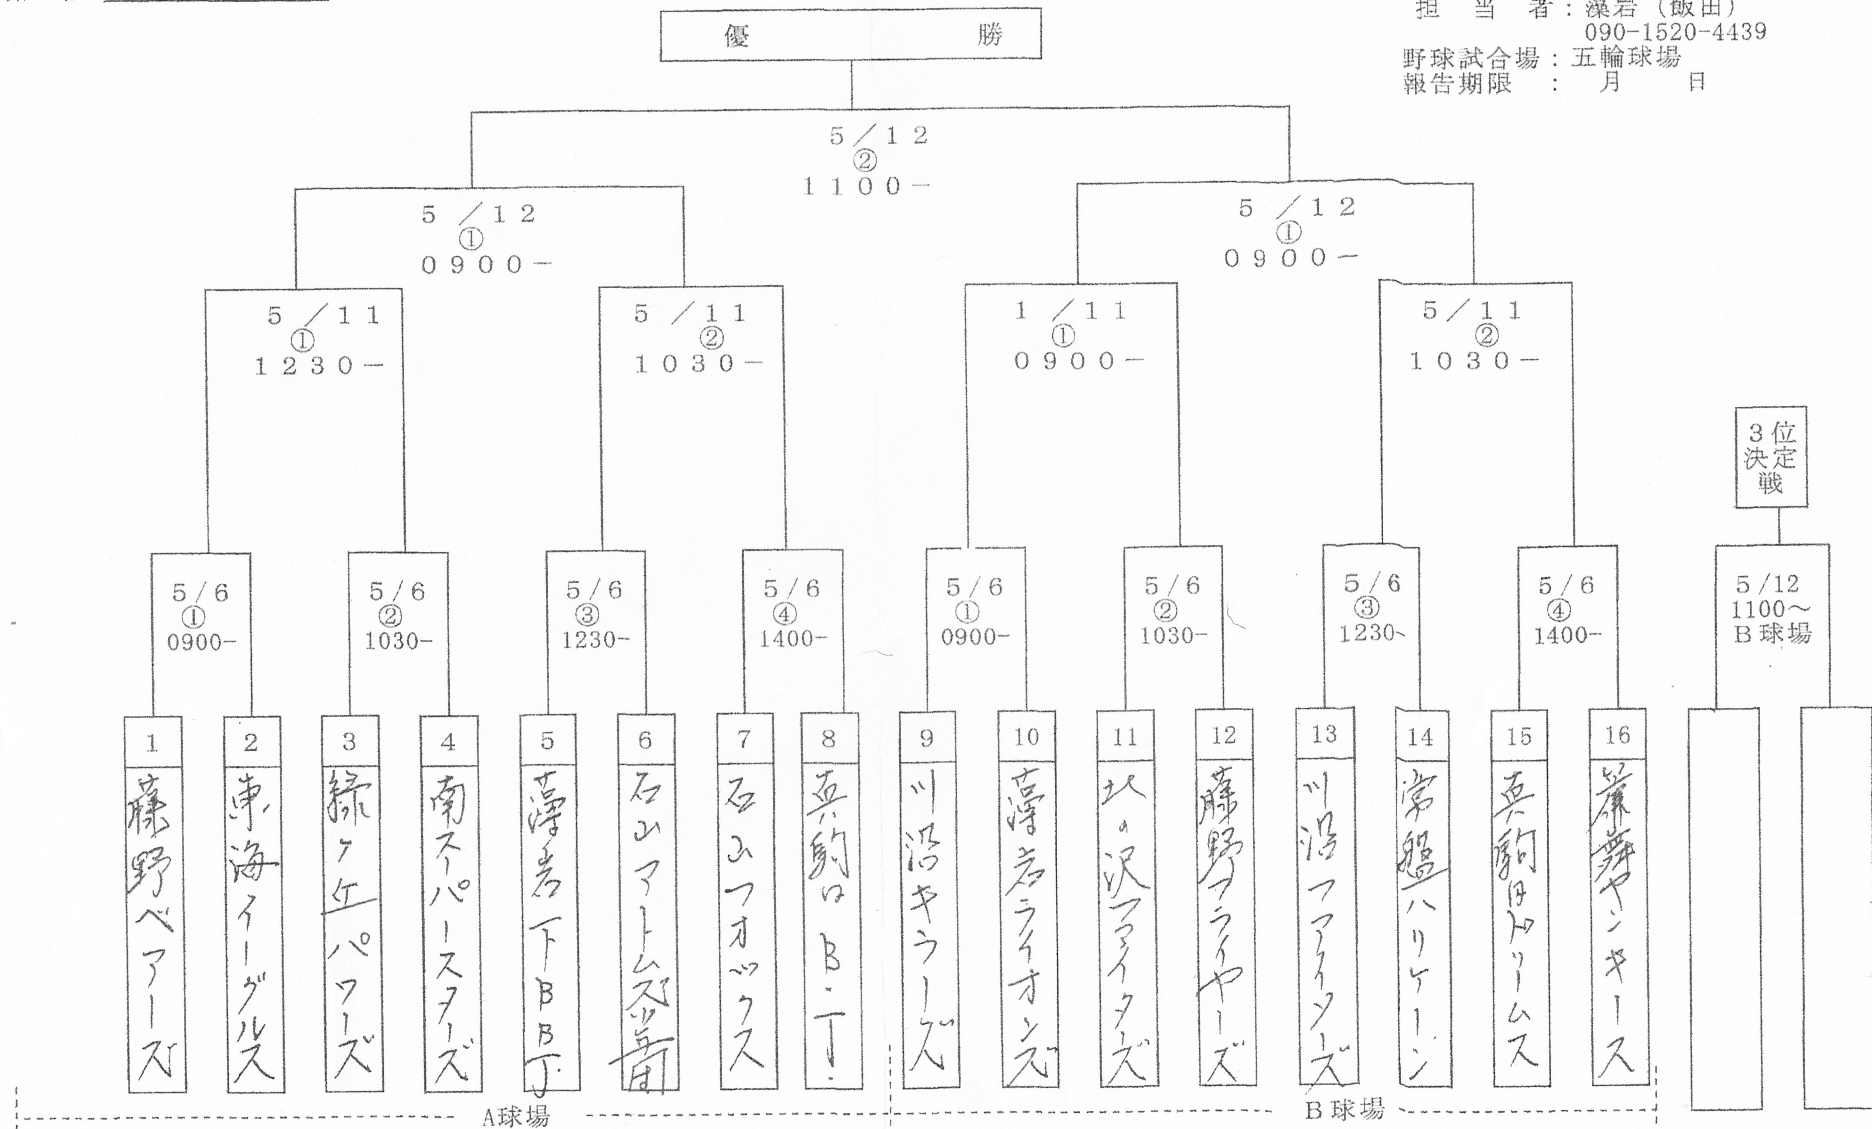 担 当 者：藻岩（飯田）
090-1520-4439
野球試合場：五輪球場
報告期限 ： 月 日
優 勝
5／12
②
1100－
5／12
①
0900－
5／12
①
0900－
5／11
①
1230－
5／11
②
1030－
1／11
①
0900－
5／11
②
1030－
3位
決定
戦
5/6
①
0900-
5/6
②
1030-
5/6
③
1230-
5/6
④
1400-
5/6
①
0900-
5/6
②
1030-
5/6
③
1230-
5/6
④
1400-
5/12
1100～
B球場
1
藤野ベアーズ
2
東海イーグルス
3
緑ヶ丘パワーズ
4
南スーパースターズ
5
藻岩下BBJ
6
石山アトムズ少年団
7
石山フォックス
8
真駒内B.T.
9
川沿キラーズ
10
藻岩ライオンズ
11
北の沢ファイターズ
12
藤野フライヤーズ
13
川沿ファイターズ
14
常盤ハリケーン
15
真駒内ドリームス
16
簾舞ヤンキース
A球場
B球場